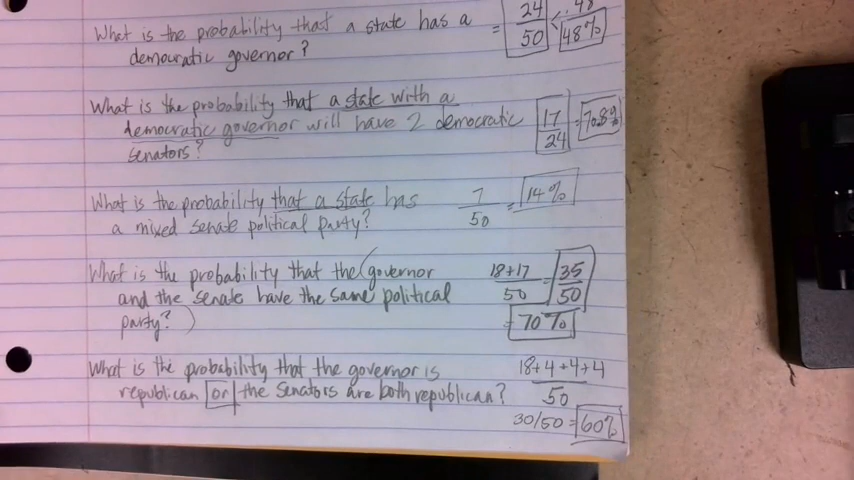 What is the probability that a state has a
democratic governor?
= 24/50 < .48
48%
What is the probability that a state with a
democratic governor will have 2 democratic
senators?
17/24 = 70.8%
What is the probability that a state has
a mixed senate political party?
7/50 = 14%
What is the probability that the (governor
and the senate have the same political
party?)
18+17/50 = 35/50
= 70%
What is the probability that the governor is
republican or the senators are both republican?
18+4+4+4/50
30/50 = 60%